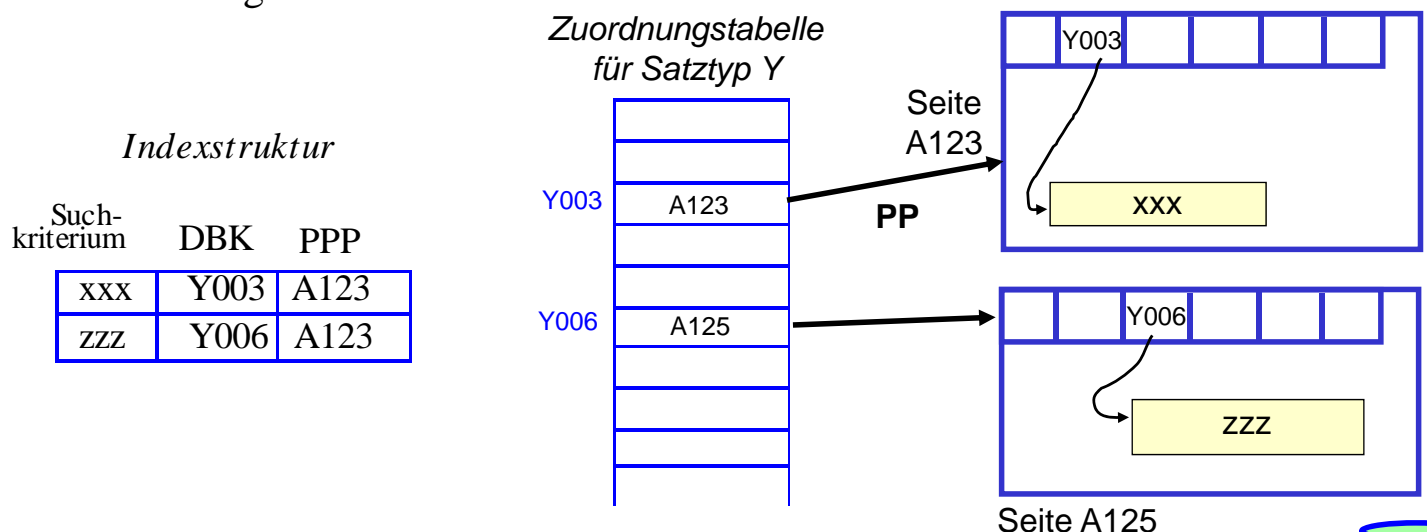 Zuordnungstabelle
für Satztyp Y
Indexstruktur
Such-
kriterium DBK PPP
xxx Y003 A123
zzz Y006 A123
Y003 A123
Y006 A125
PP
Seite
A123
Y003
xxx
Y006
zzz
Seite A125